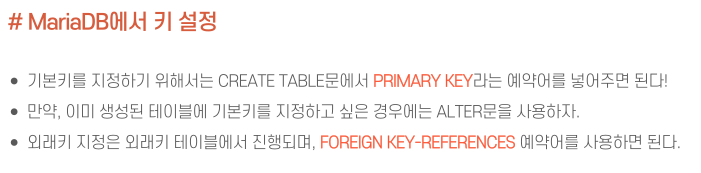 # MariaDB에서 키 설정
• 기본키를 지정하기 위해서는 CREATE TABLE문에서 PRIMARY KEY라는 예약어를 넣어주면 된다!
• 만약, 이미 생성된 테이블에 기본키를 지정하고 싶은 경우에는 ALTER문을 사용하자.
• 외래키 지정은 외래키 테이블에서 진행되며, FOREIGN KEY-REFERENCES 예약어를 사용하면 된다.